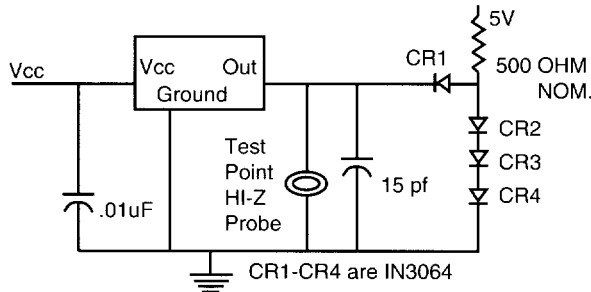 5V
CR1
500 OHM
NOM.
Vcc
Vcc Out
Ground
CR2
CR3
CR4
Test
Point
HI-Z
Probe
15 pf
.01uF
CR1-CR4 are IN3064